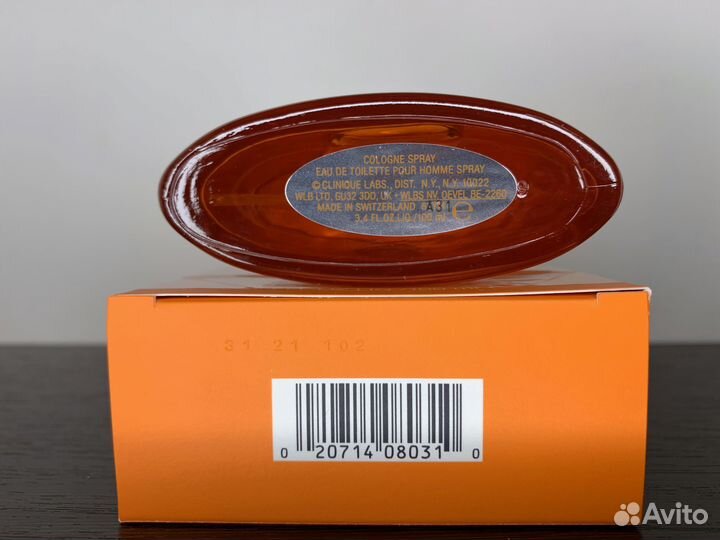 COLOGNE SPRAY
EAU DE TOILETTE POUR HOMME SPRAY
© CLINIQUE LABS., DIST. N.Y., N.Y. 10022
WLB LTD, GU32 3DD, UK • WLBS NV, OEVEL BE-2260
MADE IN SWITZERLAND
3.4 FL.OZ.LIQ./100 ml e
31 21 102
0 20714 08031 0
Avito